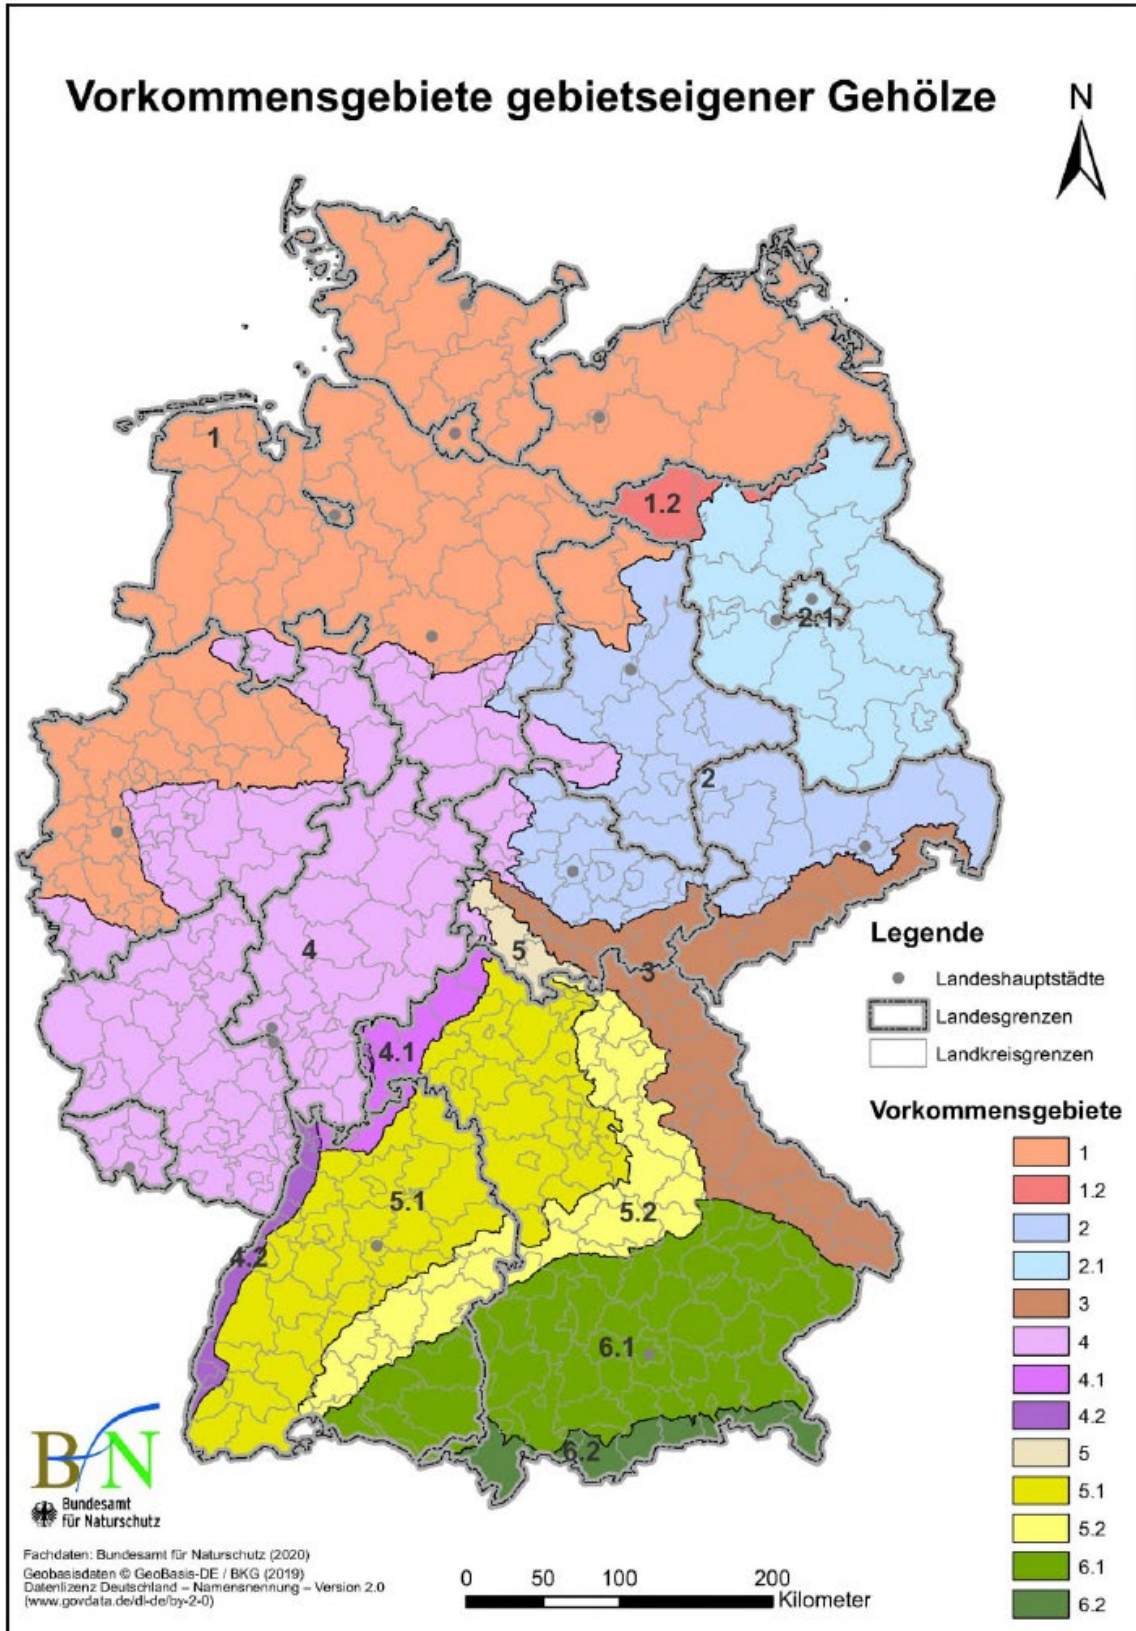 Vorkommensgebiete gebietseigener Gehölze
N
1
1.2
2.1
2
4
5
3
4.1
5.1
5.2
4.2
6.1
6.2
Legende
Landeshauptstädte
Landesgrenzen
Landkreisgrenzen
Vorkommensgebiete
1
1.2
2
2.1
3
4
4.1
4.2
5
5.1
5.2
6.1
6.2
BfN
Bundesamt
für Naturschutz
Fachdaten: Bundesamt für Naturschutz (2020)
Geobasisdaten © GeoBasis-DE / BKG (2019)
Datenlizenz Deutschland – Namensnennung – Version 2.0
(www.govdata.de/dl-de/by-2-0)
0 50 100 200
Kilometer